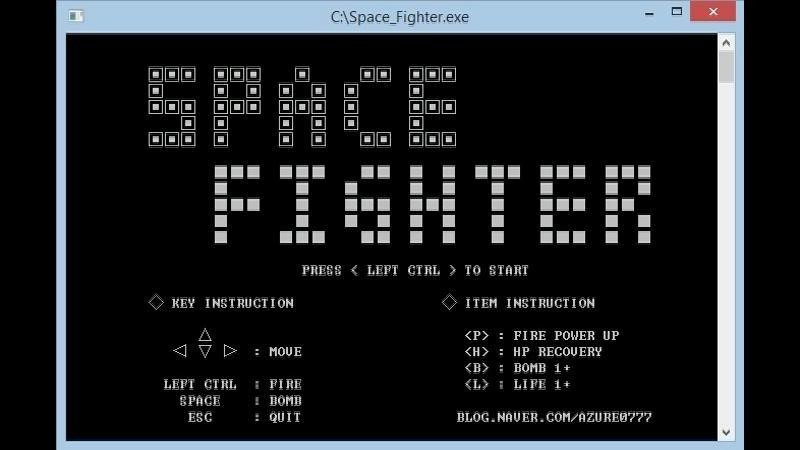 C:\Space_Fighter.exe
SPACE
FIGHTER
PRESS < LEFT CTRL > TO START
◇ KEY INSTRUCTION
△
◁ ▽ ▷ : MOVE
LEFT CTRL : FIRE
SPACE : BOMB
ESC : QUIT
◇ ITEM INSTRUCTION
<P> : FIRE POWER UP
<H> : HP RECOVERY
<B> : BOMB 1+
<L> : LIFE 1+
BLOG.NAVER.COM/AZURE0777